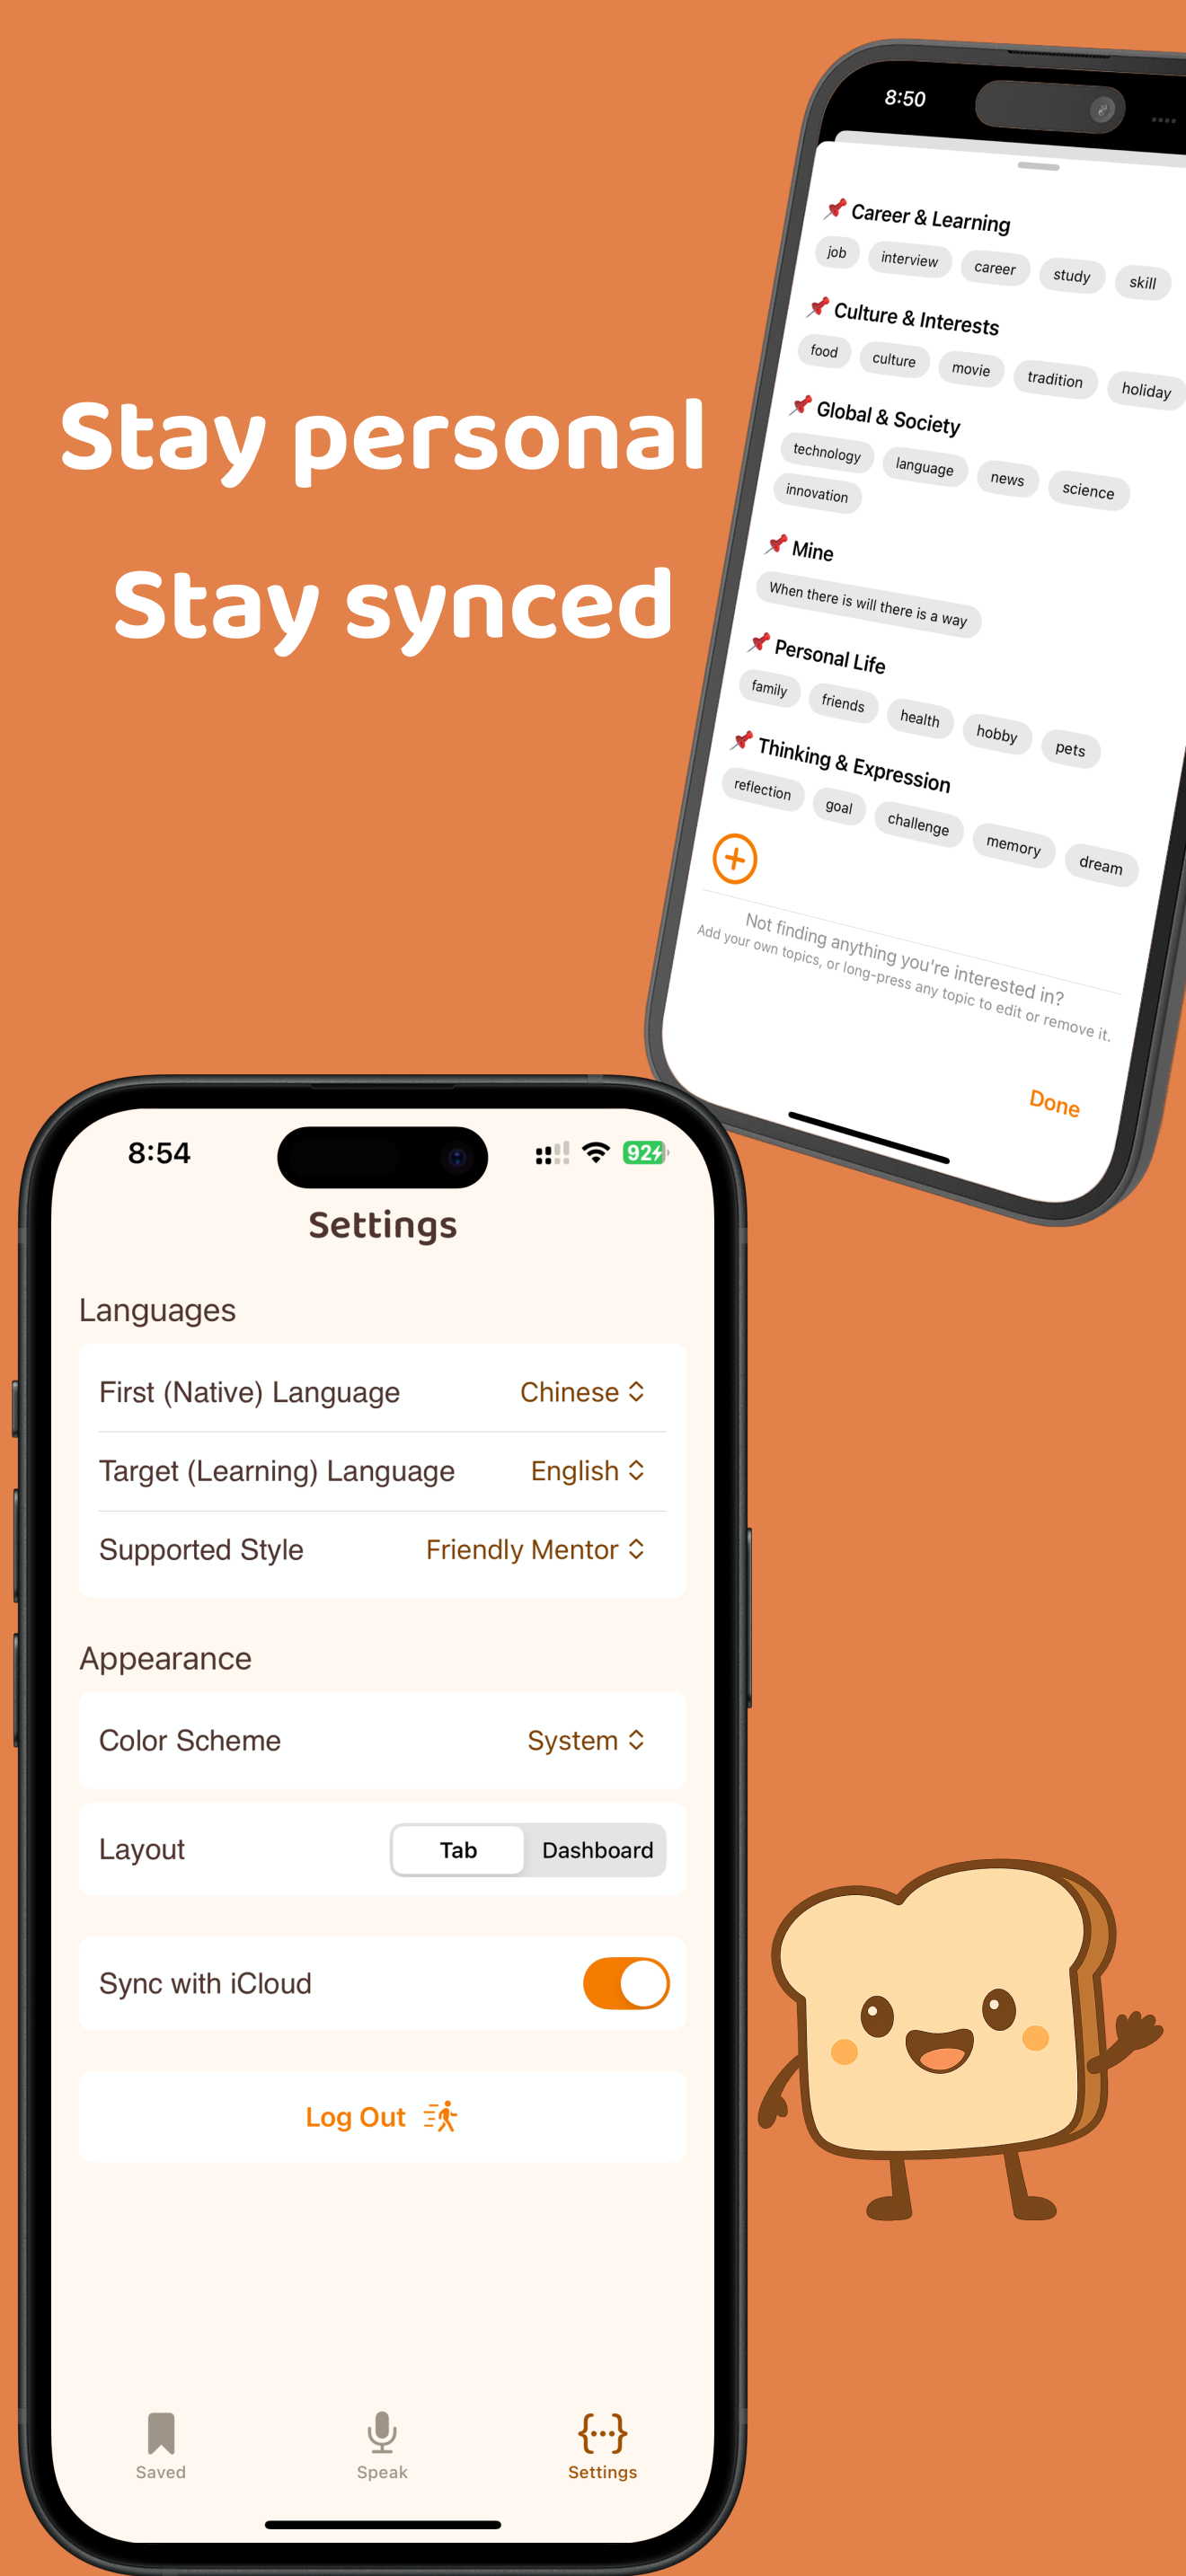 8:50
📌 Career & Learning
job interview career study skill
📌 Culture & Interests
food culture movie tradition holiday
📌 Global & Society
technology language news science
innovation
📌 Mine
When there is will there is a way
📌 Personal Life
family friends health hobby pets
📌 Thinking & Expression
reflection goal challenge memory dream
Not finding anything you're interested in?
Add your own topics, or long-press any topic to edit or remove it.
Done
Stay personal
Stay synced
8:54 92
Settings
Languages
First (Native) Language Chinese
Target (Learning) Language English
Supported Style Friendly Mentor
Appearance
Color Scheme System
Layout Tab Dashboard
Sync with iCloud
Log Out
Saved Speak Settings